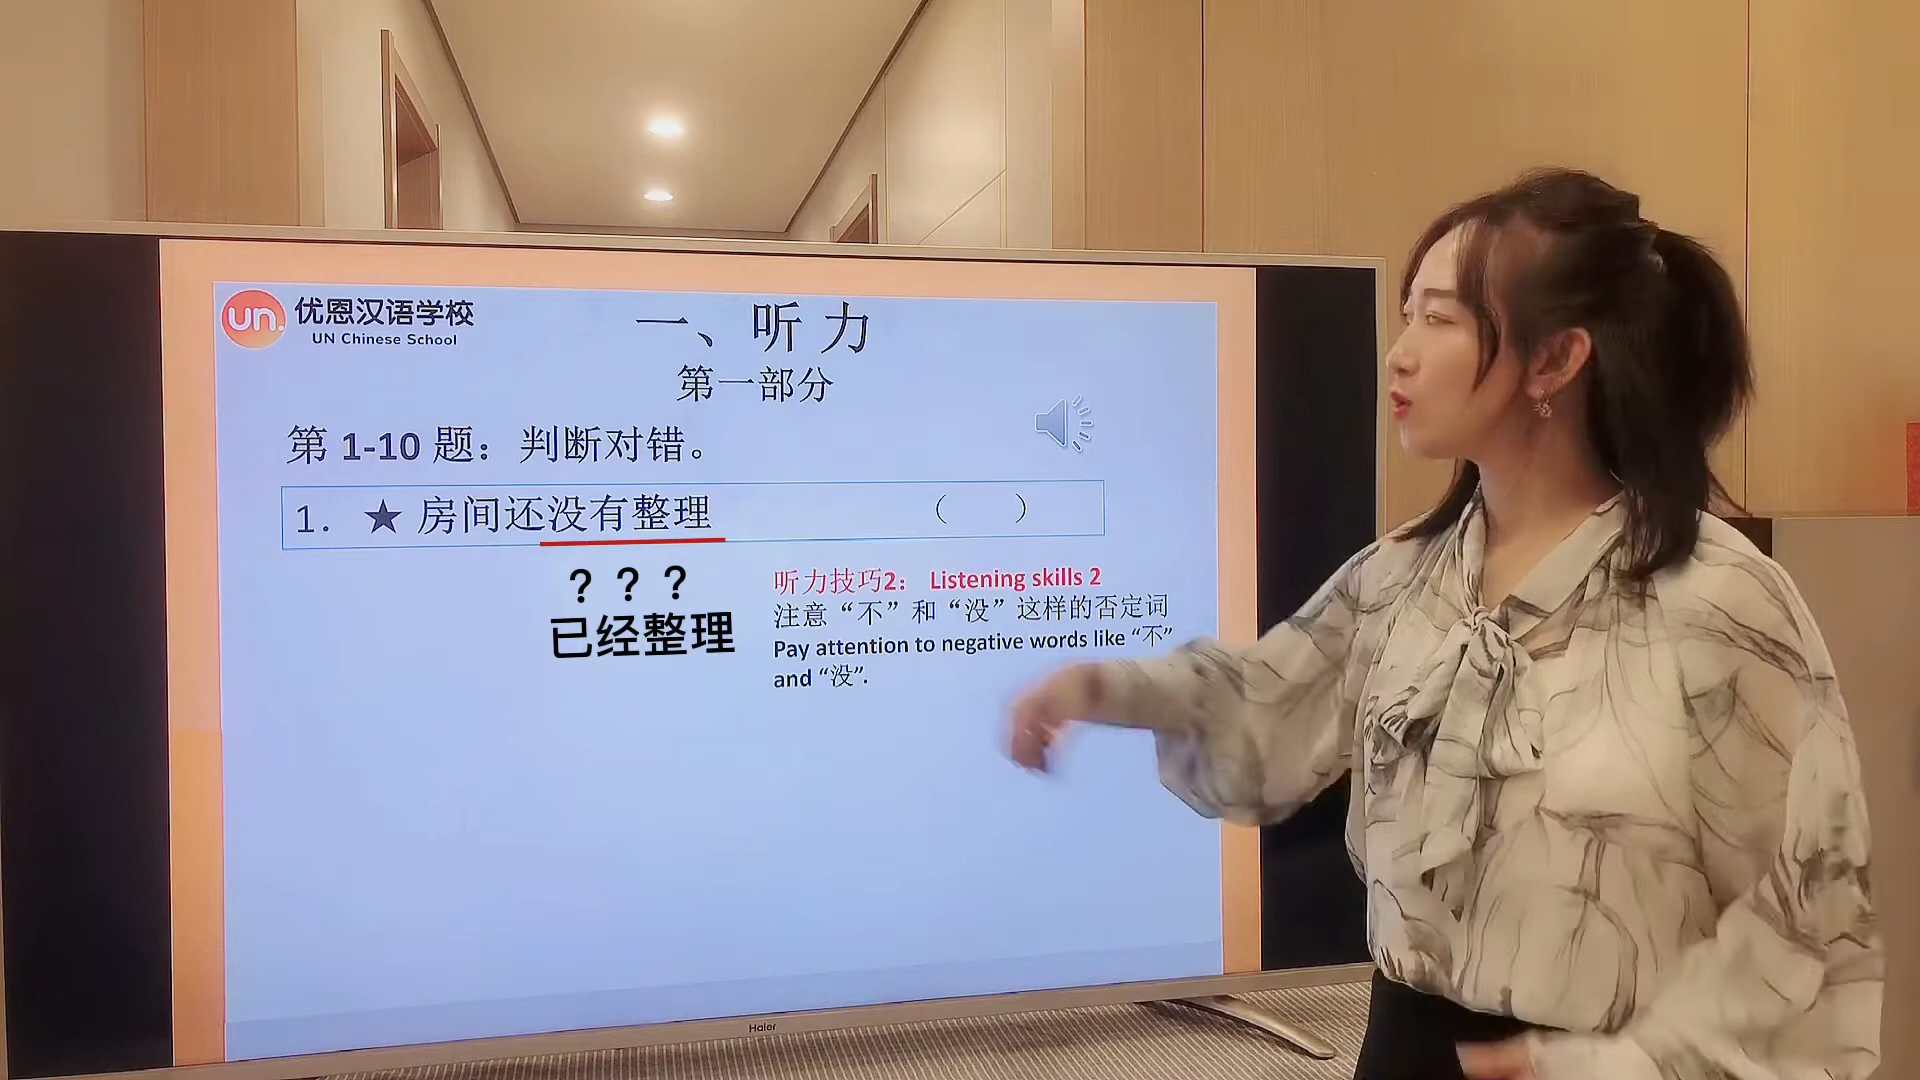 un.
优恩汉语学校
UN Chinese School
一、听力
第一部分
第 1-10 题：判断对错。
1. ★ 房间还没有整理 （ ）
？？？
已经整理
听力技巧2： Listening skills 2
注意“不”和“没”这样的否定词
Pay attention to negative words like “不”
and “没”.
Haier